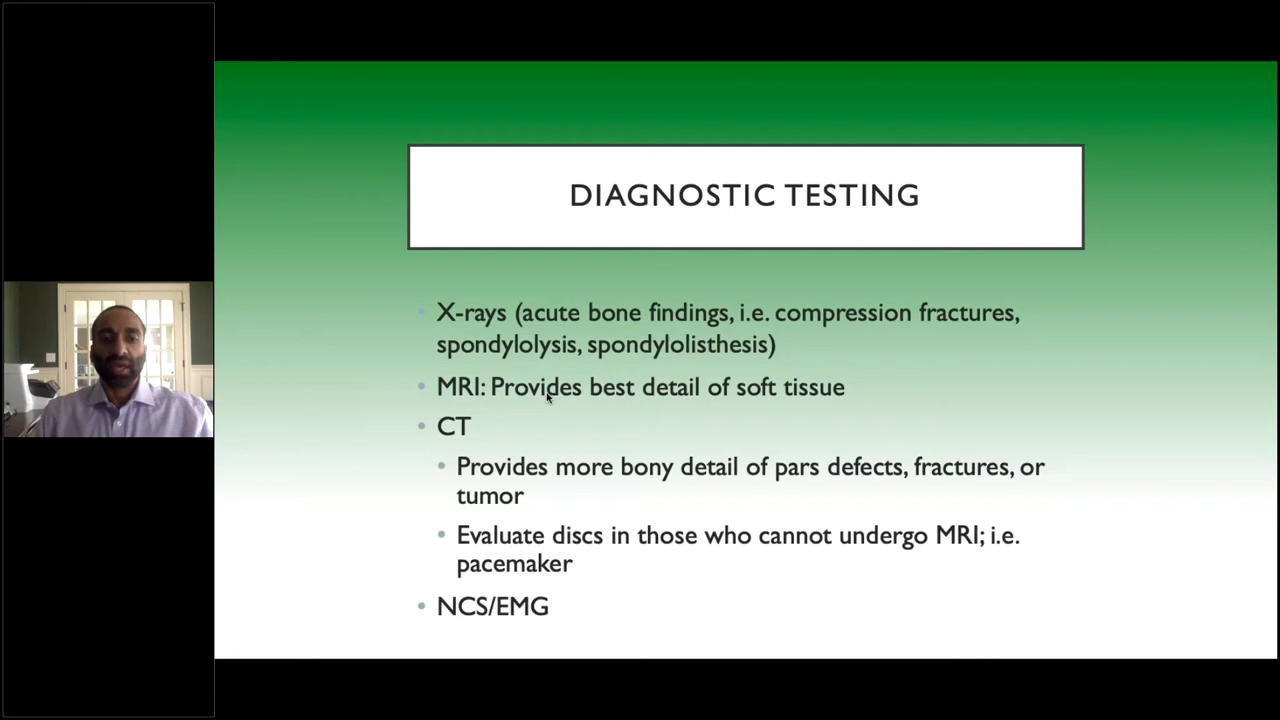 DIAGNOSTIC TESTING
X-rays (acute bone findings, i.e. compression fractures,
spondylolysis, spondylolisthesis)
MRI: Provides best detail of soft tissue
CT
Provides more bony detail of pars defects, fractures, or
tumor
Evaluate discs in those who cannot undergo MRI; i.e.
pacemaker
NCS/EMG